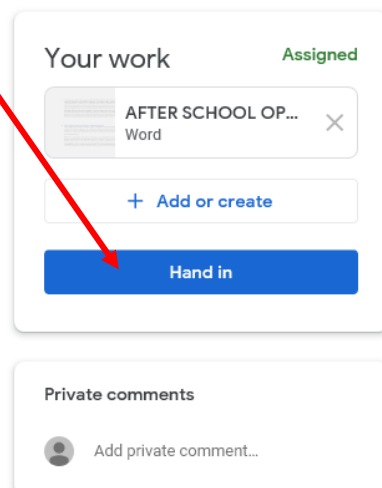 Your work
Assigned
AFTER SCHOOL OP...
Word
+ Add or create
Hand in
Private comments
Add private comment...